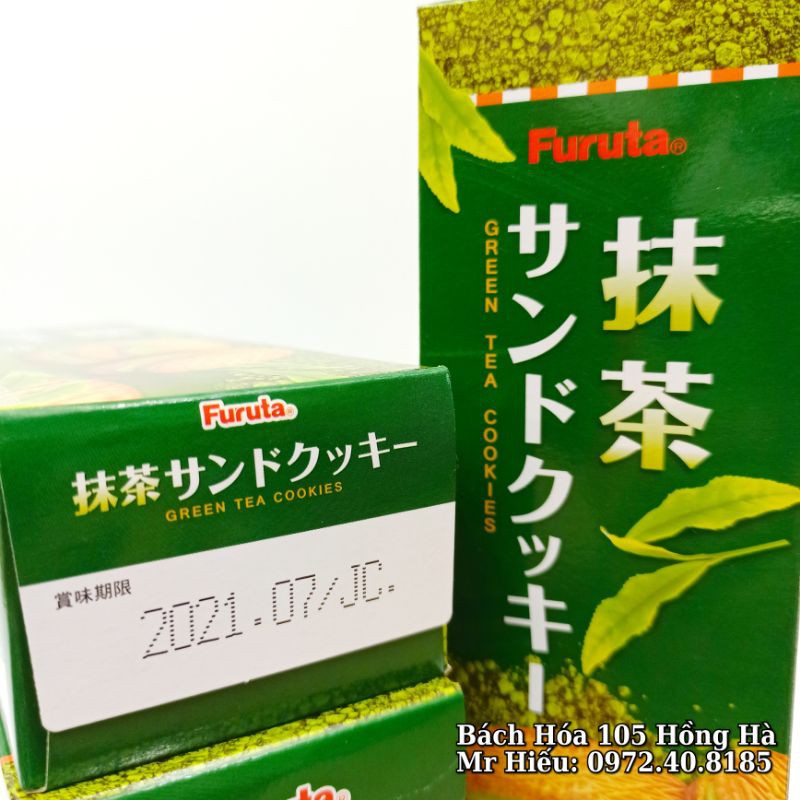 Furuta®
抹茶
サンドクッキー
GREEN TEA COOKIES
Furuta®
抹茶サンドクッキー
GREEN TEA COOKIES
賞味期限
2021.07/JC.
Furuta®
Bách Hóa 105 Hồng Hà
Mr Hiếu: 0972.40.8185